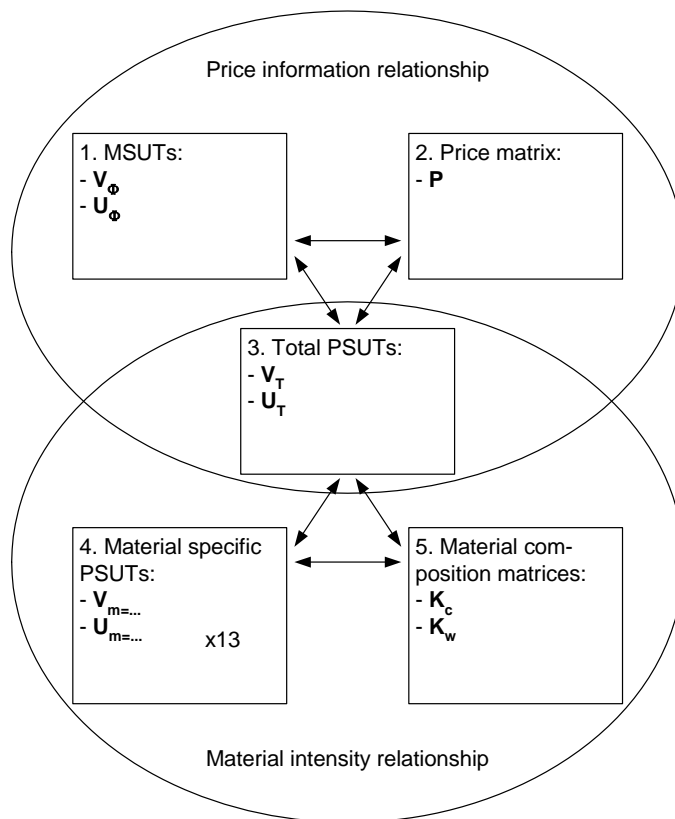 Price information relationship
1. MSUTs:
- VΦ
- UΦ
2. Price matrix:
- P
3. Total PSUTs:
- VT
- UT
4. Material specific
PSUTs:
- Vm=...
- Um=...
x13
5. Material com-
position matrices:
- Kc
- Kw
Material intensity relationship